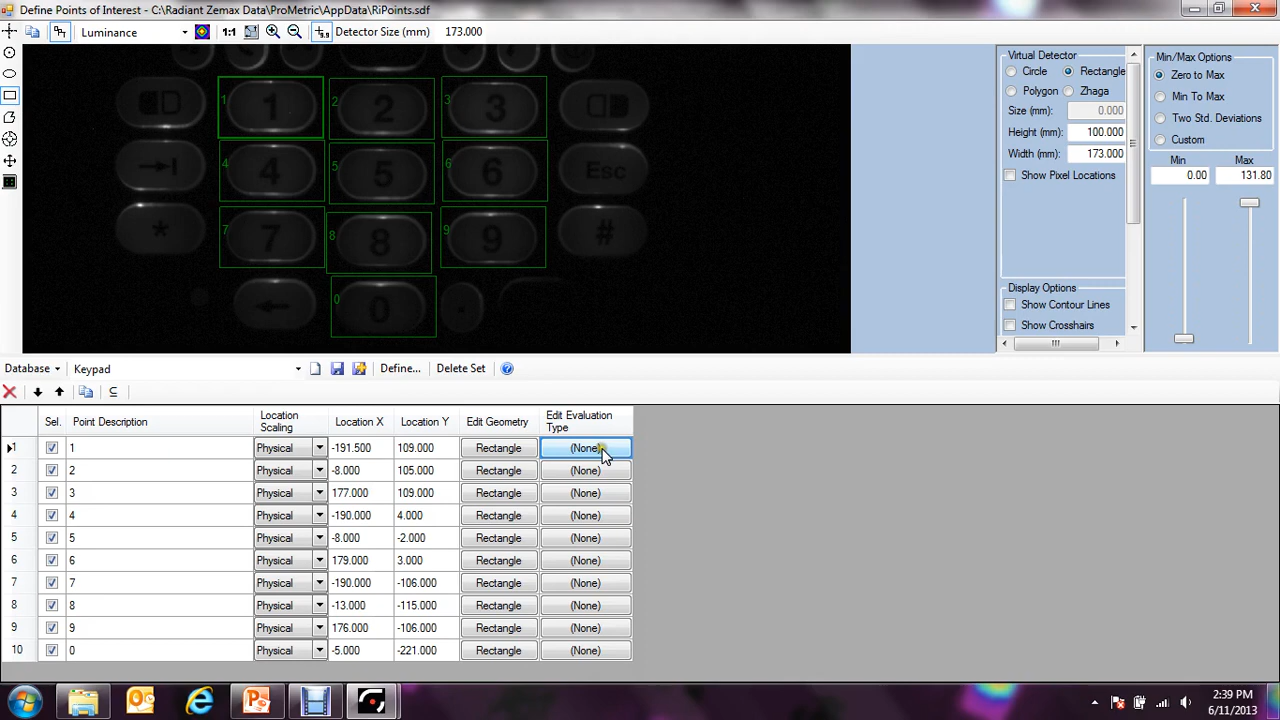 Define Points of Interest - C:\Radiant Zemax Data\ProMetric\AppData\RiPoints.sdf
Luminance 1:1 Detector Size (mm) 173.000
Virtual Detector
Circle Rectangle
Polygon Zhaga
Size (mm): 0.000
Height (mm): 100.000
Width (mm): 173.000
Show Pixel Locations
Display Options
Show Contour Lines
Show Crosshairs
Min/Max Options
Zero to Max
Min To Max
Two Std. Deviations
Custom
Min Max
0.00 131.80
1 1 2 2 3 3
4 4 5 5 6 6 Esc
* 7 7 8 8 9 9 #
← 0 0 .
Database Keypad Define... Delete Set
Sel. Point Description Location Scaling Location X Location Y Edit Geometry Edit Evaluation Type
1 1 Physical -191.500 109.000 Rectangle (None)
2 2 Physical -8.000 105.000 Rectangle (None)
3 3 Physical 177.000 109.000 Rectangle (None)
4 4 Physical -190.000 4.000 Rectangle (None)
5 5 Physical -8.000 -2.000 Rectangle (None)
6 6 Physical 179.000 3.000 Rectangle (None)
7 7 Physical -190.000 -106.000 Rectangle (None)
8 8 Physical -13.000 -115.000 Rectangle (None)
9 9 Physical 176.000 -106.000 Rectangle (None)
10 0 Physical -5.000 -221.000 Rectangle (None)
2:39 PM
6/11/2013